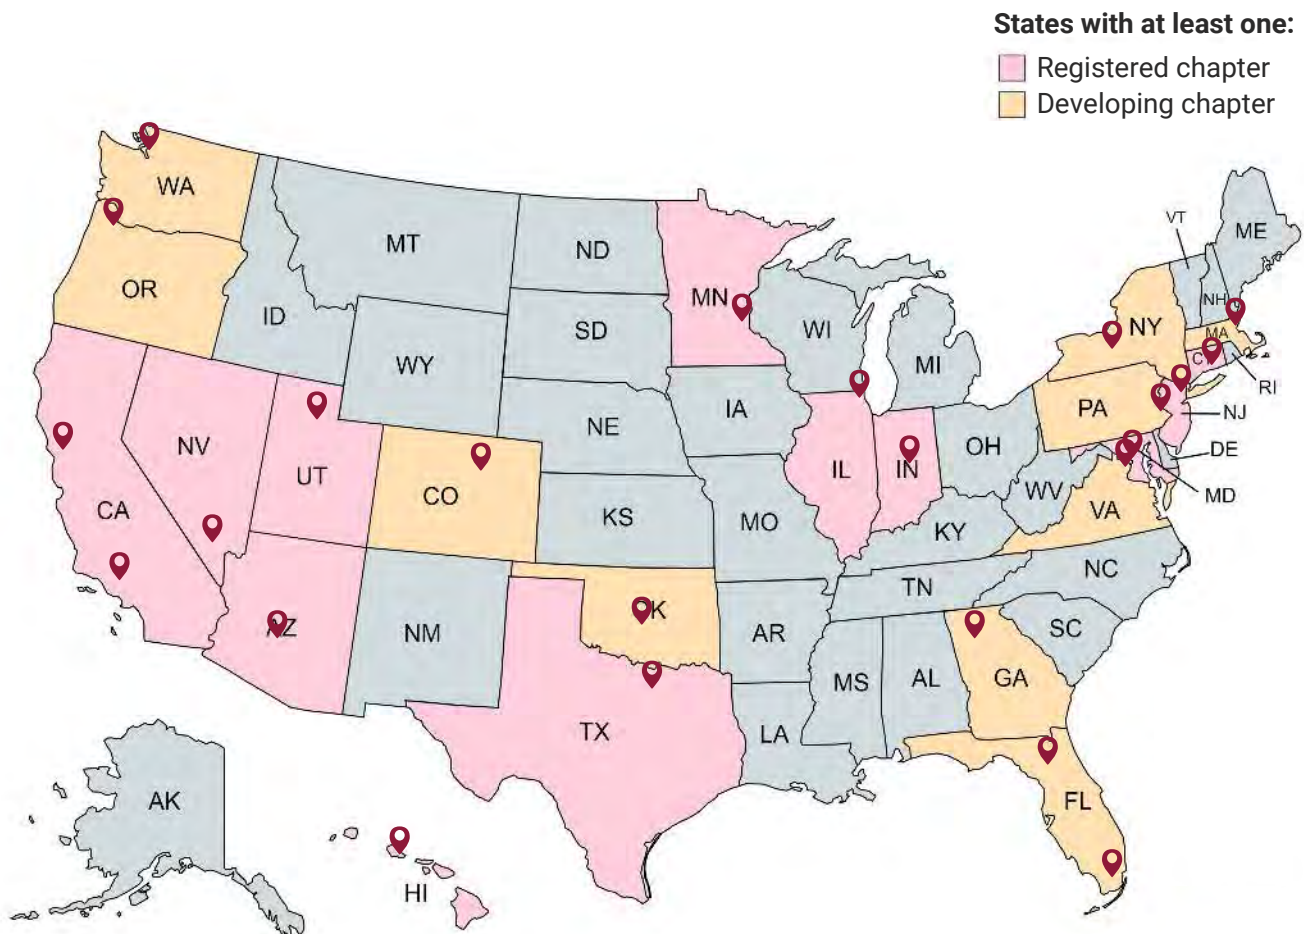 States with at least one:
Registered chapter
Developing chapter
WA
MT
ND
MN
VT
ME
OR
ID
SD
WI
NH
NY
MA
WY
MI
RI
IA
PA
NJ
NE
NV
UT
CO
IL
IN
OH
DE
WV
MD
CA
KS
MO
KY
VA
NC
TN
AZ
NM
AR
SC
MS
AL
GA
TX
LA
AK
FL
HI